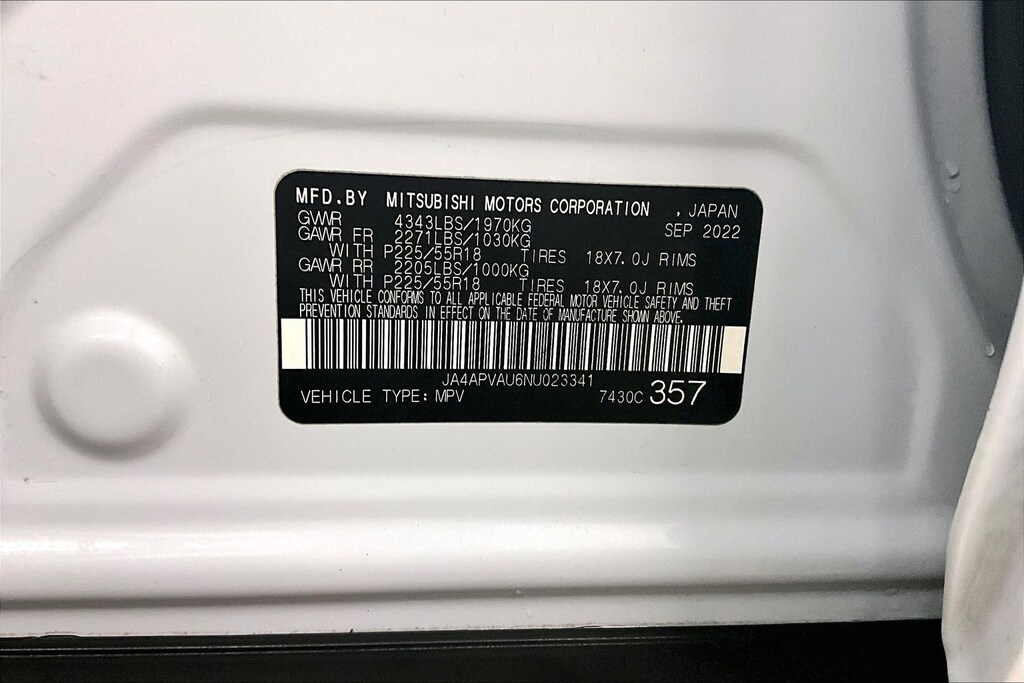 MFD.BY MITSUBISHI MOTORS CORPORATION , JAPAN
GVWR 4343LBS/1970KG SEP 2022
GAWR FR 2271LBS/1030KG
WITH P225/55R18 TIRES 18X7.0J RIMS
GAWR RR 2205LBS/1000KG
WITH P225/55R18 TIRES 18X7.0J RIMS
THIS VEHICLE CONFORMS TO ALL APPLICABLE FEDERAL MOTOR VEHICLE SAFETY AND THEFT
PREVENTION STANDARDS IN EFFECT ON THE DATE OF MANUFACTURE SHOWN ABOVE.
JA4APVAU6NU023341
VEHICLE TYPE: MPV 7430C 357